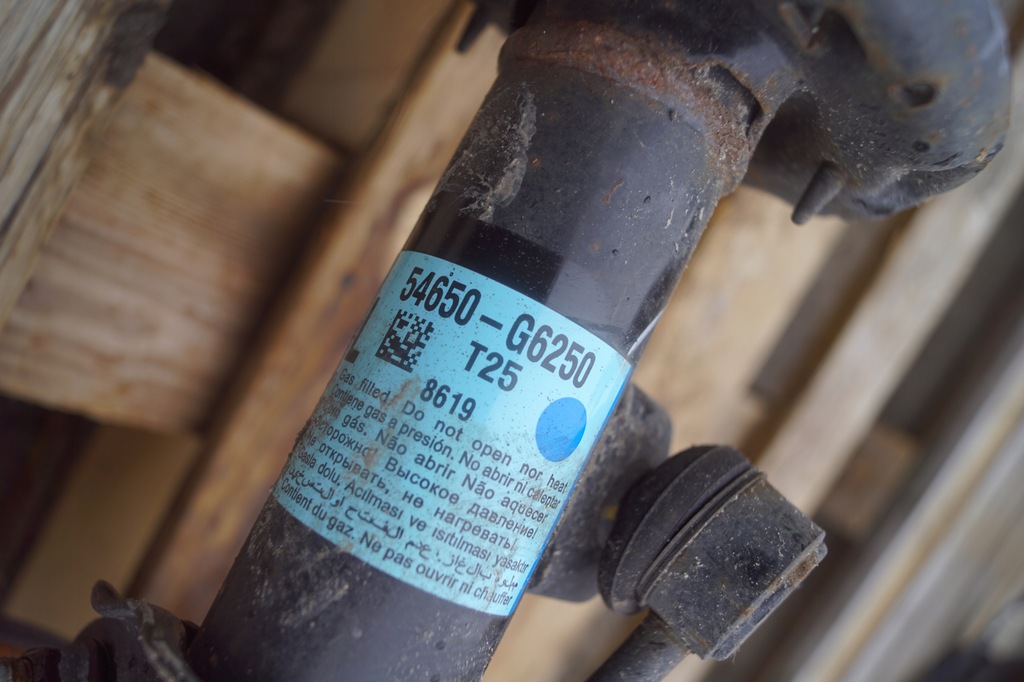 54650-G6250
T25
8619
Gas filled. Do not open nor heat
gas a presión. No abrir ni calentar
gás. Não abrir Não aquecer
Высокое давление!
открывать, не нагревать!
dolu, Acilması ve ısıtılması yasaktır
Contient du gaz. Ne pas ouvrir ni chauffer